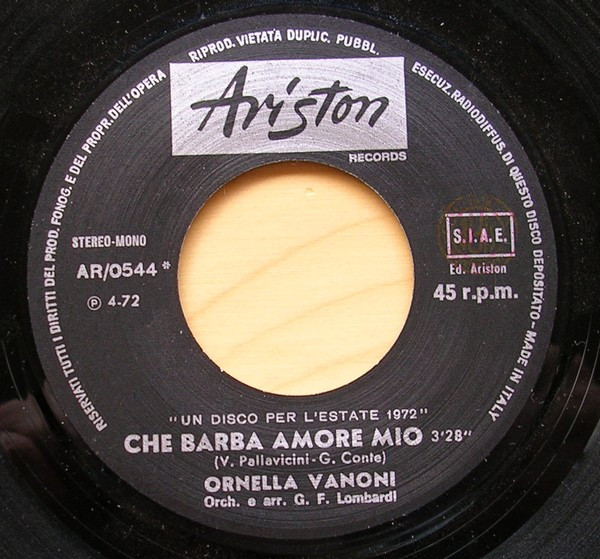 RISERVATI TUTTI I DIRITTI DEL PROD. FONOG. E DEL PROPR. DELL'OPERA RIPROD. VIETATA DUPLIC. PUBBL. ESECUZ. RADIODIFFUS. DI QUESTO DISCO DEPOSITATO - MADE IN ITALY
Ariston
RECORDS
STEREO-MONO
AR/0544*
Ⓟ 4-72
S.I.A.E.
Ed. Ariston
45 r.p.m.
"UN DISCO PER L'ESTATE 1972"
CHE BARBA AMORE MIO 3'28"
(V. Pallavicini - G. Conte)
ORNELLA VANONI
Orch. e arr. G. F. Lombardi